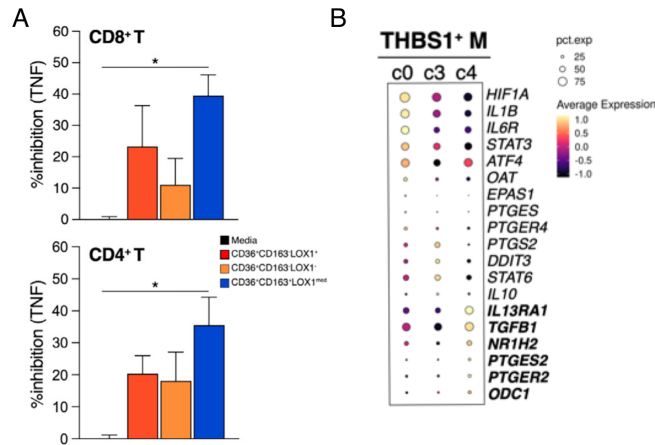 A
CD8⁺ T
*
%inhibition (TNF)
60
50
40
30
20
10
0
CD4⁺ T
*
%inhibition (TNF)
60
50
40
30
20
10
0
Media
CD36⁺CD163⁻LOX1⁺
CD36⁺CD163⁻LOX1⁻
CD36⁺CD163⁺LOX1ᵐᵉᵈ
B
THBS1⁺ M
c0 c3 c4
HIF1A
IL1B
IL6R
STAT3
ATF4
OAT
EPAS1
PTGES
PTGER4
PTGS2
DDIT3
STAT6
IL10
IL13RA1
TGFB1
NR1H2
PTGES2
PTGER2
ODC1
pct.exp
25
50
75
Average Expression
1.0
0.5
0.0
-0.5
-1.0